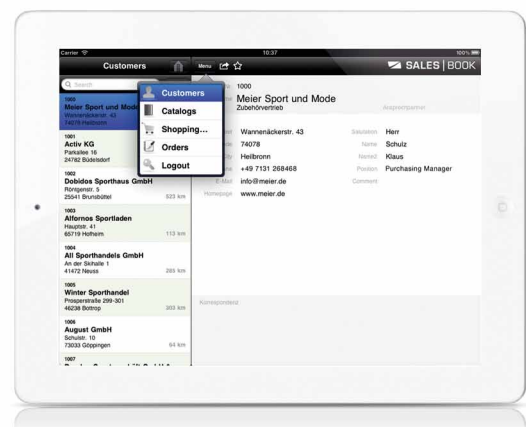 Carrier 10:37 100%
Customers
Menu
SALES | BOOK
Search
Customers
Catalogs
Shopping...
Orders
Logout
1000
Meier Sport und Mode
Wannenäckerstr. 43
74078 Heilbronn
1001
Activ KG
Parkallee 16
24782 Büdelsdorf
1002
Dobidos Sporthaus GmbH
Röntgenstr. 5
25541 Brunsbüttel 523 km
1003
Alfornos Sportladen
Hauptstr. 41
65719 Hofheim 113 km
1004
All Sporthandels GmbH
An der Skihalle 1
41472 Neuss 285 km
1005
Winter Sporthandel
Prosperstraße 299-301
46238 Bottrop 303 km
1006
August GmbH
Schulstr. 10
73033 Göppingen 64 km
1007
1000
Meier Sport und Mode
Zubehörvertrieb
Ansprechpartner
Wannenäckerstr. 43 Salutation Herr
74078 Name Schulz
Heilbronn Name2 Klaus
+49 7131 268468 Position Purchasing Manager
E-Mail info@meier.de Comment
Homepage www.meier.de
Korrespondenz